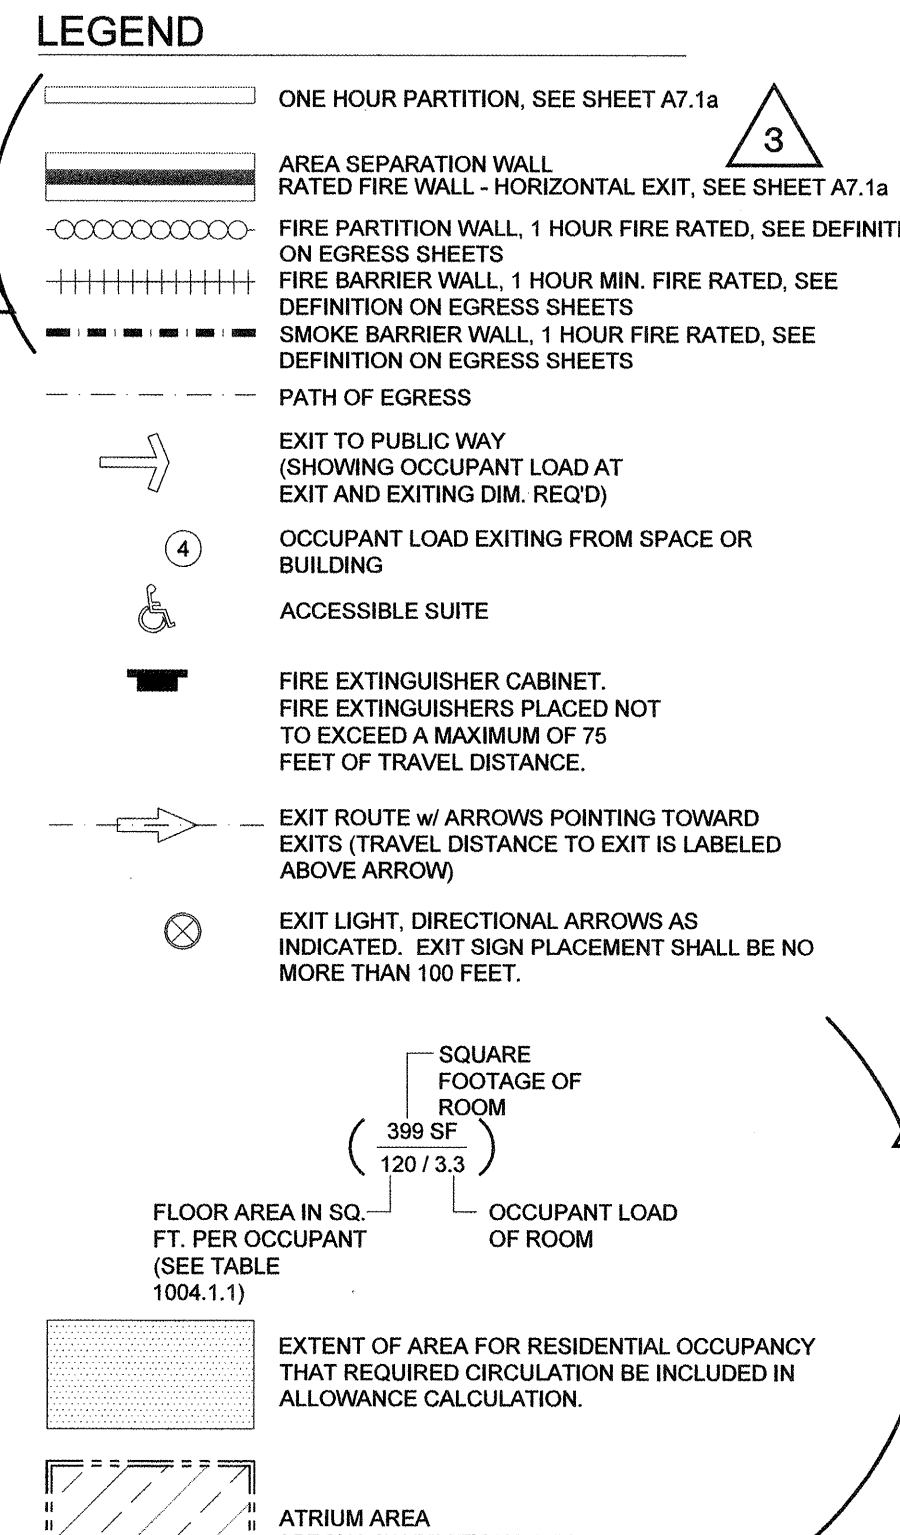 LEGEND
ONE HOUR PARTITION, SEE SHEET A7.1a
3
AREA SEPARATION WALL
RATED FIRE WALL - HORIZONTAL EXIT, SEE SHEET A7.1a
FIRE PARTITION WALL, 1 HOUR FIRE RATED, SEE
ON EGRESS SHEETS
FIRE BARRIER WALL, 1 HOUR MIN. FIRE RATED, SEE
DEFINITION ON EGRESS SHEETS
SMOKE BARRIER WALL, 1 HOUR FIRE RATED, SEE
DEFINITION ON EGRESS SHEETS
PATH OF EGRESS
EXIT TO PUBLIC WAY
(SHOWING OCCUPANT LOAD AT
EXIT AND EXITING DIM. REQ'D)
4
OCCUPANT LOAD EXITING FROM SPACE OR
BUILDING
ACCESSIBLE SUITE
FIRE EXTINGUISHER CABINET.
FIRE EXTINGUISHERS PLACED NOT
TO EXCEED A MAXIMUM OF 75
FEET OF TRAVEL DISTANCE.
EXIT ROUTE w/ ARROWS POINTING TOWARD
EXITS (TRAVEL DISTANCE TO EXIT IS LABELED
ABOVE ARROW)
EXIT LIGHT, DIRECTIONAL ARROWS AS
INDICATED. EXIT SIGN PLACEMENT SHALL BE NO
MORE THAN 100 FEET.
SQUARE
FOOTAGE OF
ROOM
399 SF
120 / 3.3
FLOOR AREA IN SQ.
FT. PER OCCUPANT
(SEE TABLE
1004.1.1)
OCCUPANT LOAD
OF ROOM
EXTENT OF AREA FOR RESIDENTIAL OCCUPANCY
THAT REQUIRED CIRCULATION BE INCLUDED IN
ALLOWANCE CALCULATION.
ATRIUM AREA